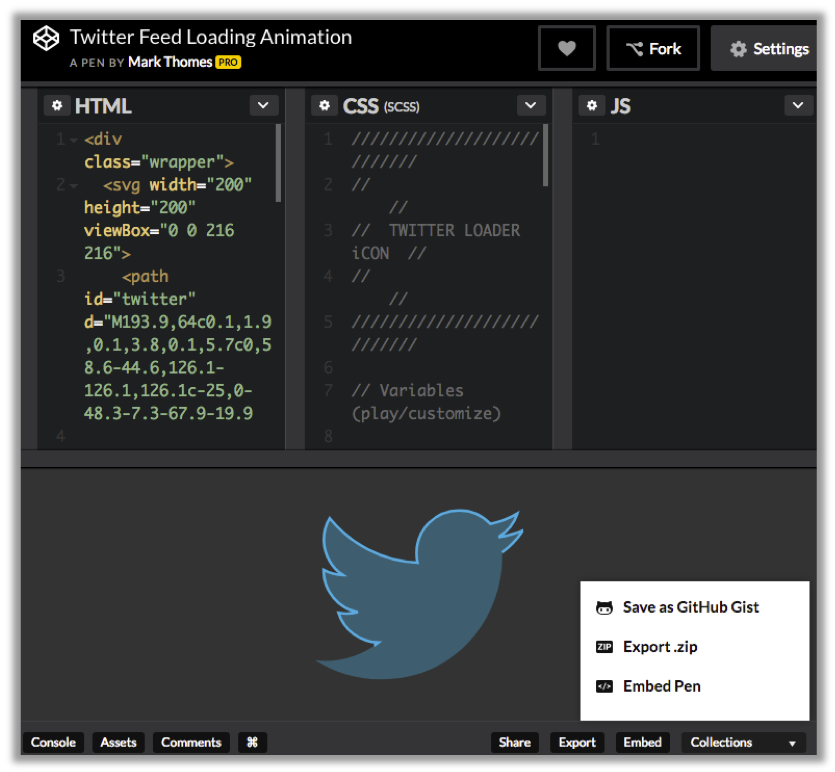 Twitter Feed Loading Animation
A PEN BY Mark Thomes PRO
Fork
Settings
HTML
1 <div
class="wrapper">
2 <svg width="200"
height="200"
viewBox="0 0 216
216">
3 <path
id="twitter"
d="M193.9,64c0.1,1.9
,0.1,3.8,0.1,5.7c0,5
8.6-44.6,126.1-
126.1,126.1c-25,0-
48.3-7.3-67.9-19.9
4
CSS (SCSS)
1 ////////////////////
///////
2 //
//
3 // TWITTER LOADER
iCON //
4 //
//
5 ////////////////////
///////
6
7 // Variables
(play/customize)
8
JS
1
Save as GitHub Gist
ZIP Export .zip
</> Embed Pen
Console Assets Comments ⌘ Share Export Embed Collections